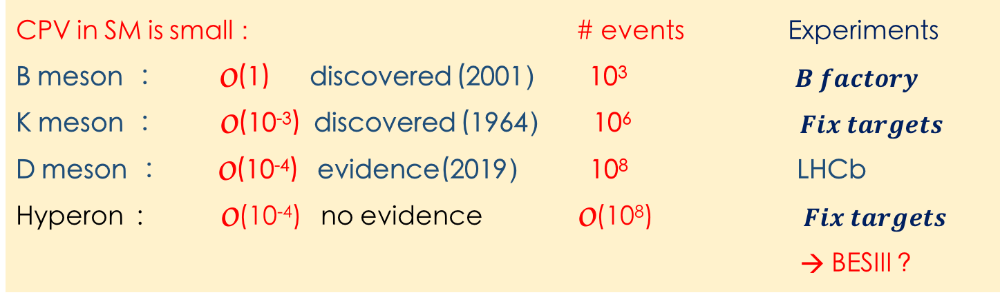 CPV in SM is small : # events Experiments
B meson : O(1) discovered (2001) 10³ B factory
K meson : O(10⁻³) discovered (1964) 10⁶ Fix targets
D meson : O(10⁻⁴) evidence(2019) 10⁸ LHCb
Hyperon : O(10⁻⁴) no evidence O(10⁸) Fix targets
→ BESIII ?